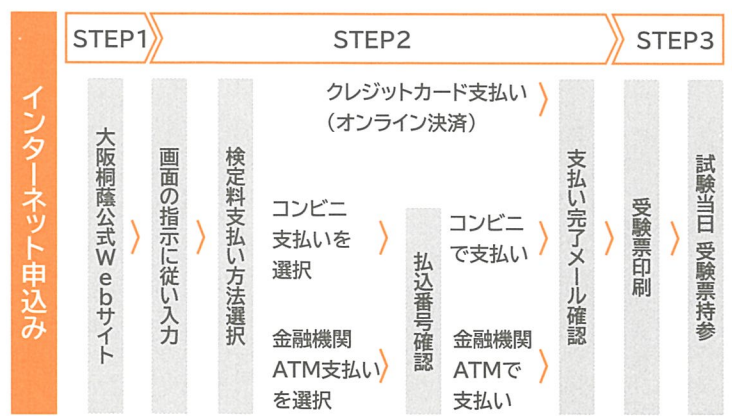 インターネット申込み
STEP1
STEP2
STEP3
大阪桐蔭公式Webサイト
画面の指示に従い入力
検定料支払い方法選択
クレジットカード支払い
（オンライン決済）
コンビニ
支払いを
選択
金融機関
ATM支払い
を選択
払込番号確認
コンビニ
で支払い
金融機関
ATMで
支払い
支払い完了メール確認
受験票印刷
試験当日 受験票持参